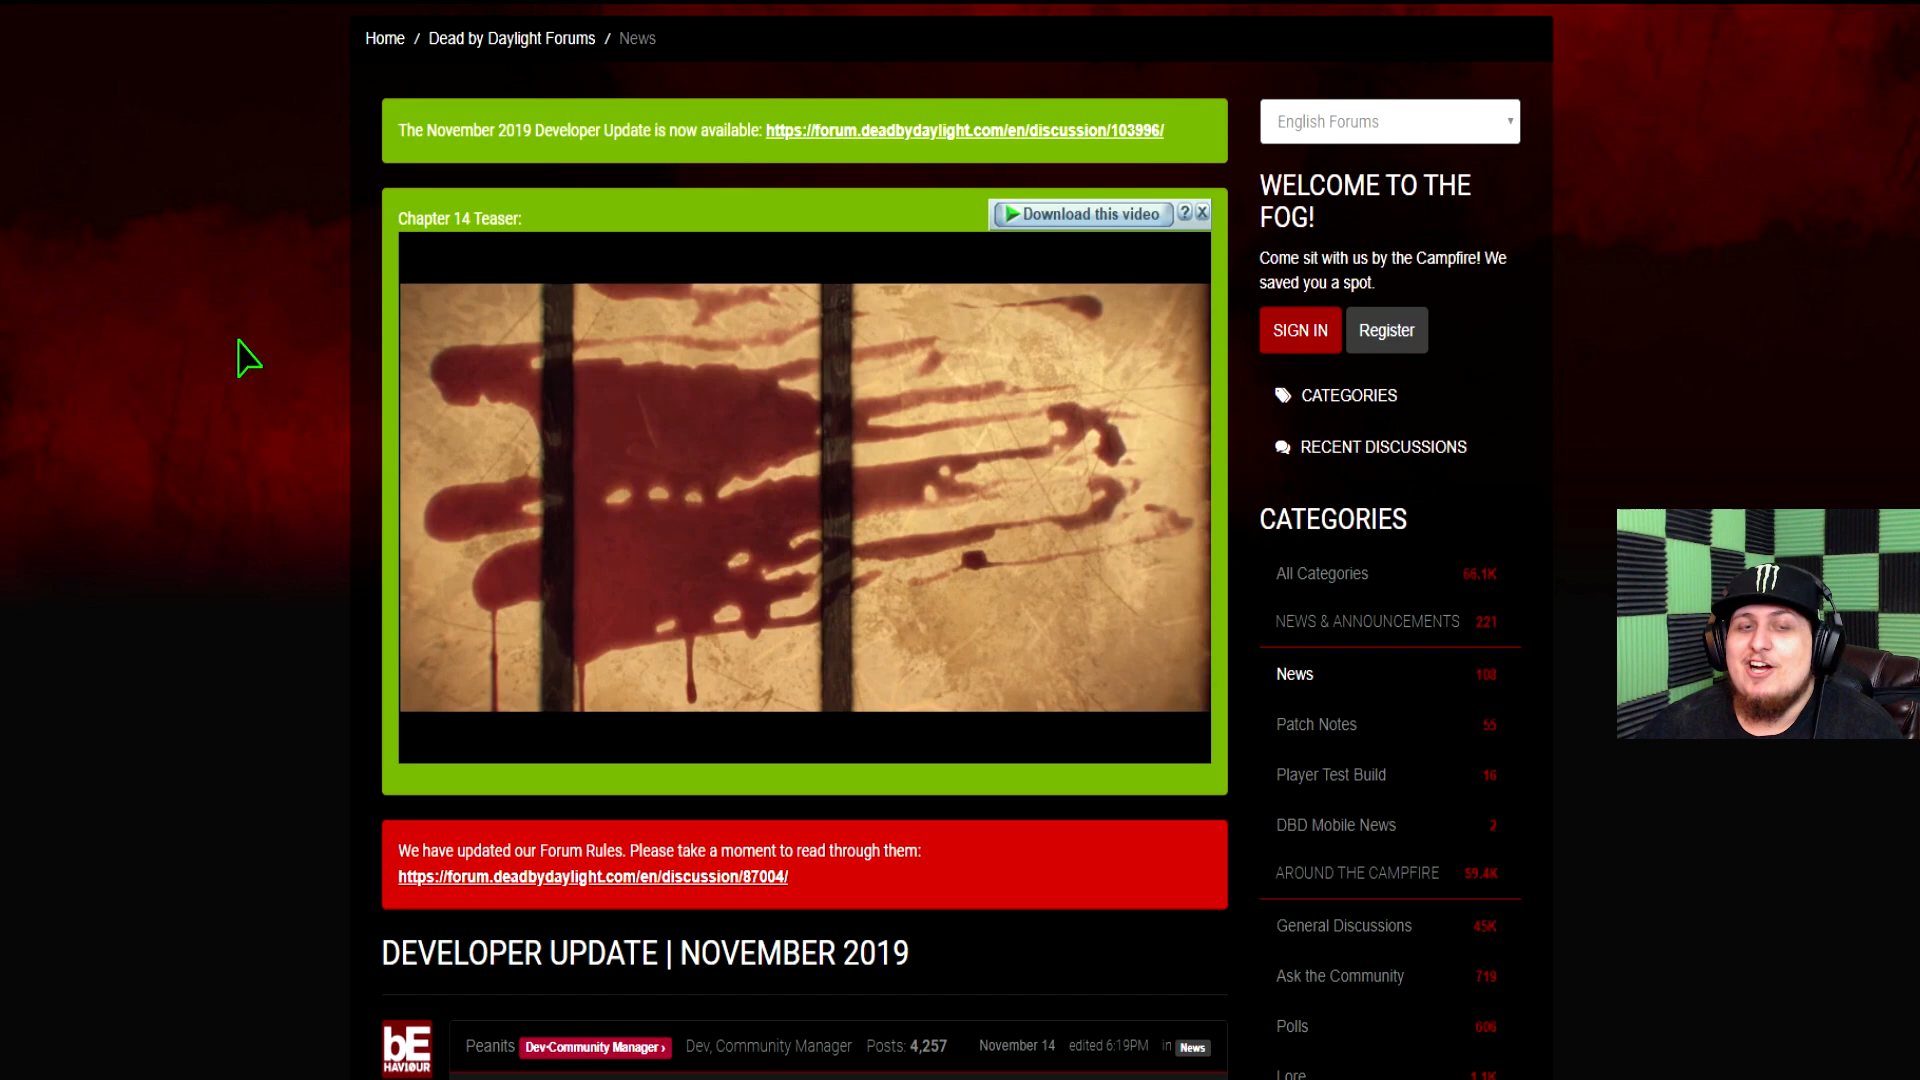 Home / Dead by Daylight Forums / News
The November 2019 Developer Update is now available: https://forum.deadbydaylight.com/en/discussion/103996/
Chapter 14 Teaser:
Download this video ? X
We have updated our Forum Rules. Please take a moment to read through them:
https://forum.deadbydaylight.com/en/discussion/87004/
DEVELOPER UPDATE | NOVEMBER 2019
bE
HAVIOUR
Peanits Dev•Community Manager › Dev, Community Manager Posts: 4,257 November 14 edited 6:19PM in News
English Forums
WELCOME TO THE
FOG!
Come sit with us by the Campfire! We
saved you a spot.
SIGN IN Register
CATEGORIES
RECENT DISCUSSIONS
CATEGORIES
All Categories 66.1K
NEWS & ANNOUNCEMENTS 221
News 108
Patch Notes 55
Player Test Build 16
DBD Mobile News 2
AROUND THE CAMPFIRE 59.4K
General Discussions 45K
Ask the Community 719
Polls 606
Lore 1.1K